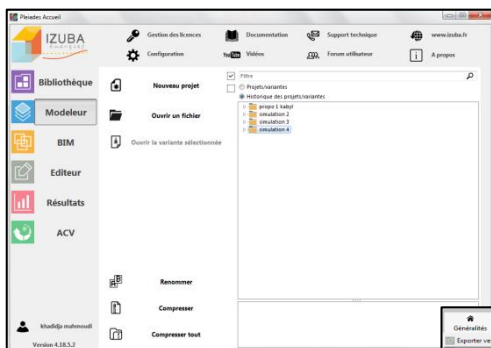 Pleiades Accueil
IZUBA
énergies
Gestion des licences
Documentation
Support technique
www.izuba.fr
Configuration
YouTube
Vidéos
Forum utilisateur
A propos
Bibliothèque
Modeleur
BIM
Editeur
Résultats
ACV
Nouveau projet
Ouvrir un fichier
Ouvrir la variante sélectionnée
Filtre
Projets/variantes
Historique des projets/variantes
propo 1 kabyl
simulation 2
simulation 3
simulation 4
Renommer
Compresser
Compresser tout
khadidja mahmoudi
Version 4.18.5.2
Généralités
Exporter ve